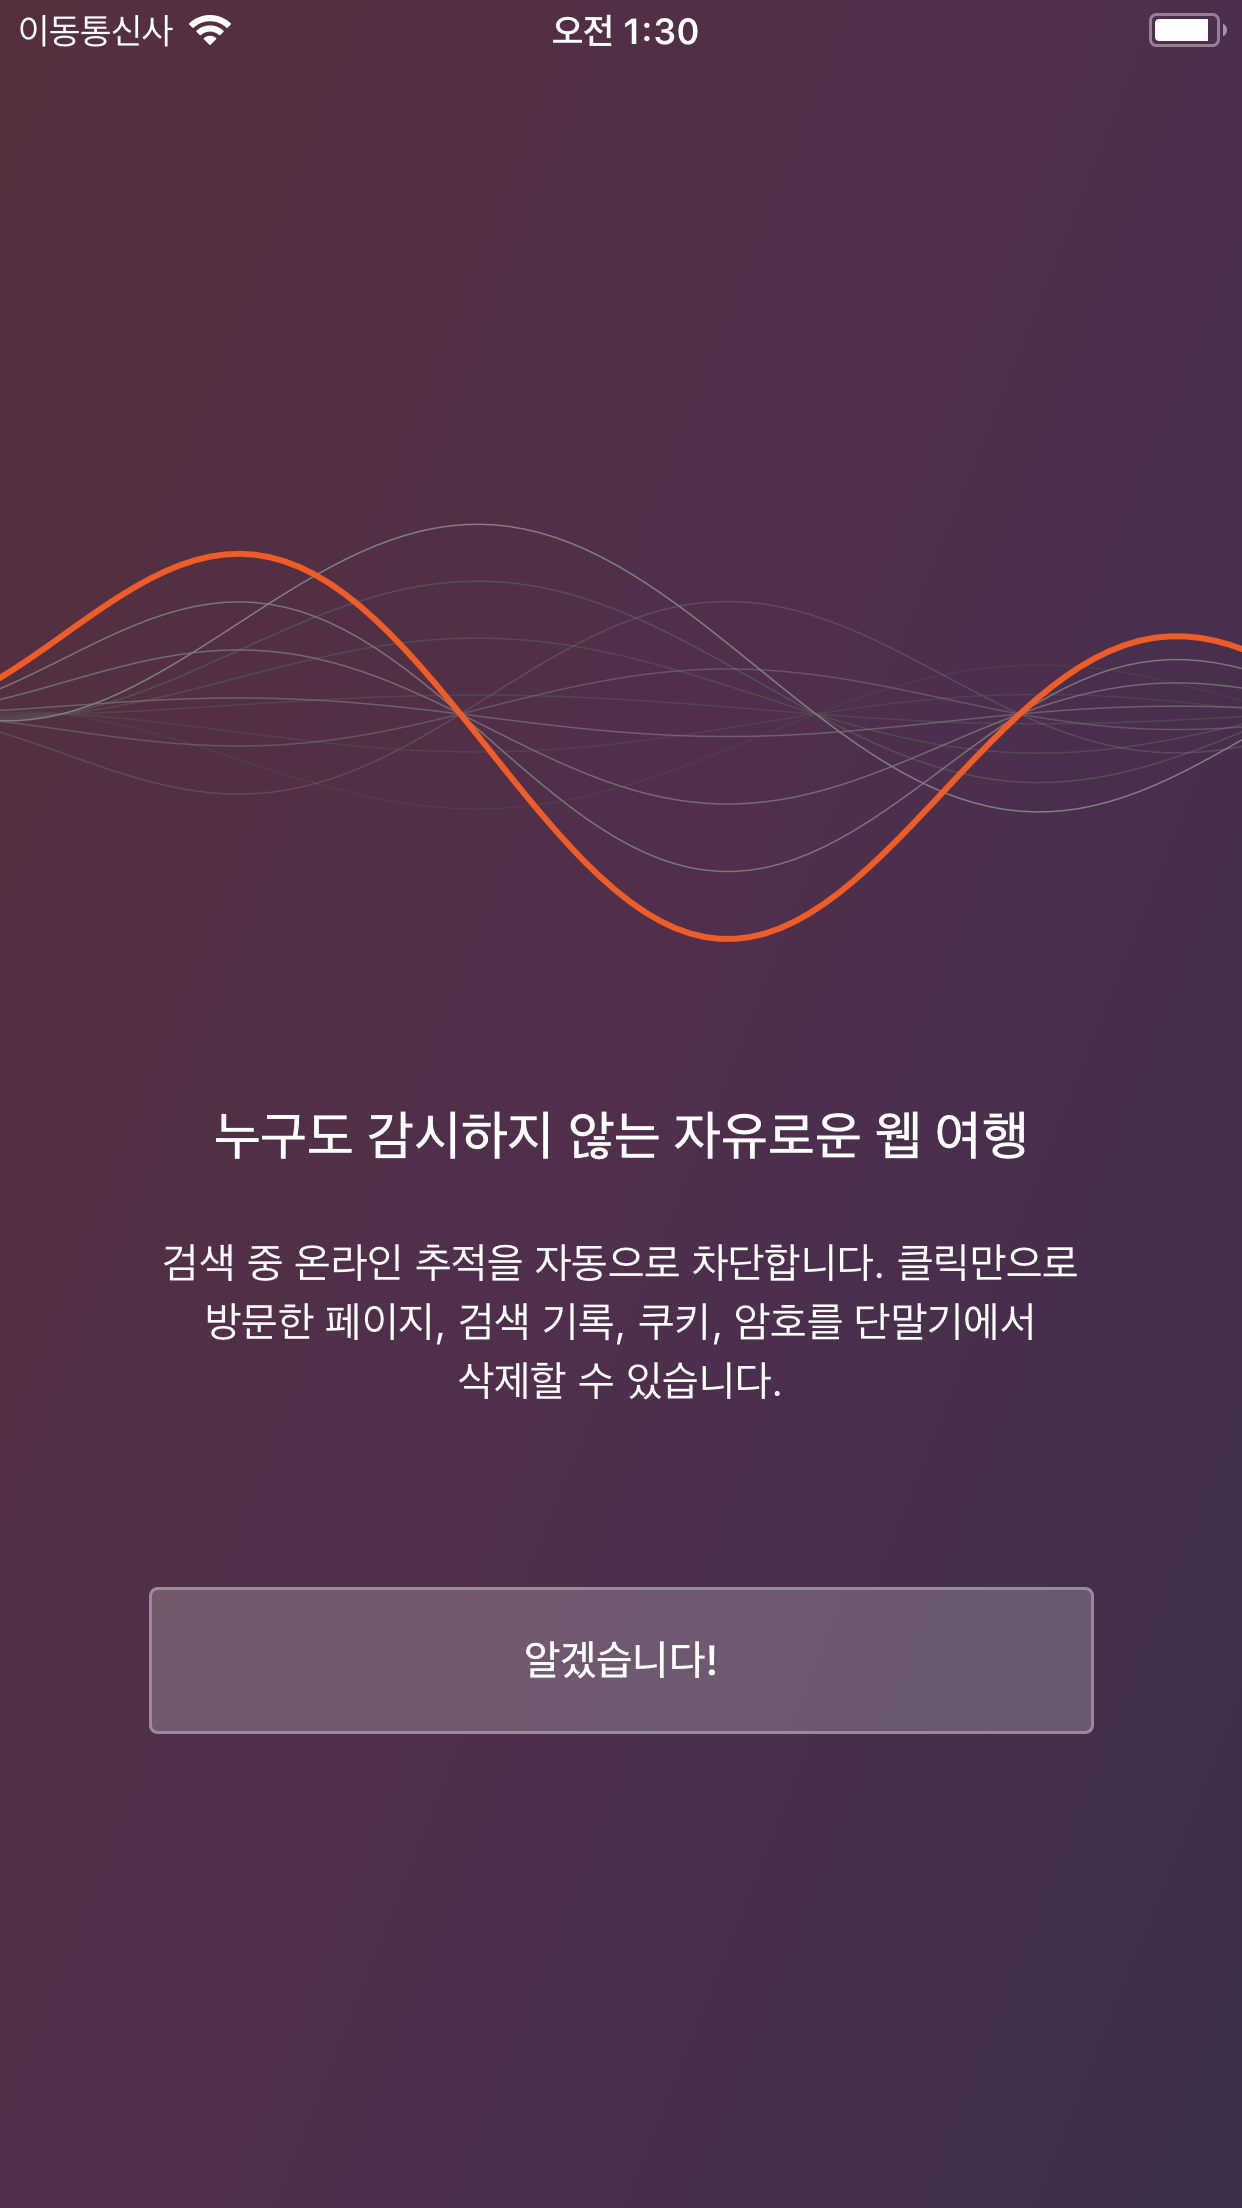 이동통신사
오전 1:30
누구도 감시하지 않는 자유로운 웹 여행
검색 중 온라인 추적을 자동으로 차단합니다. 클릭만으로
방문한 페이지, 검색 기록, 쿠키, 암호를 단말기에서
삭제할 수 있습니다.
알겠습니다!